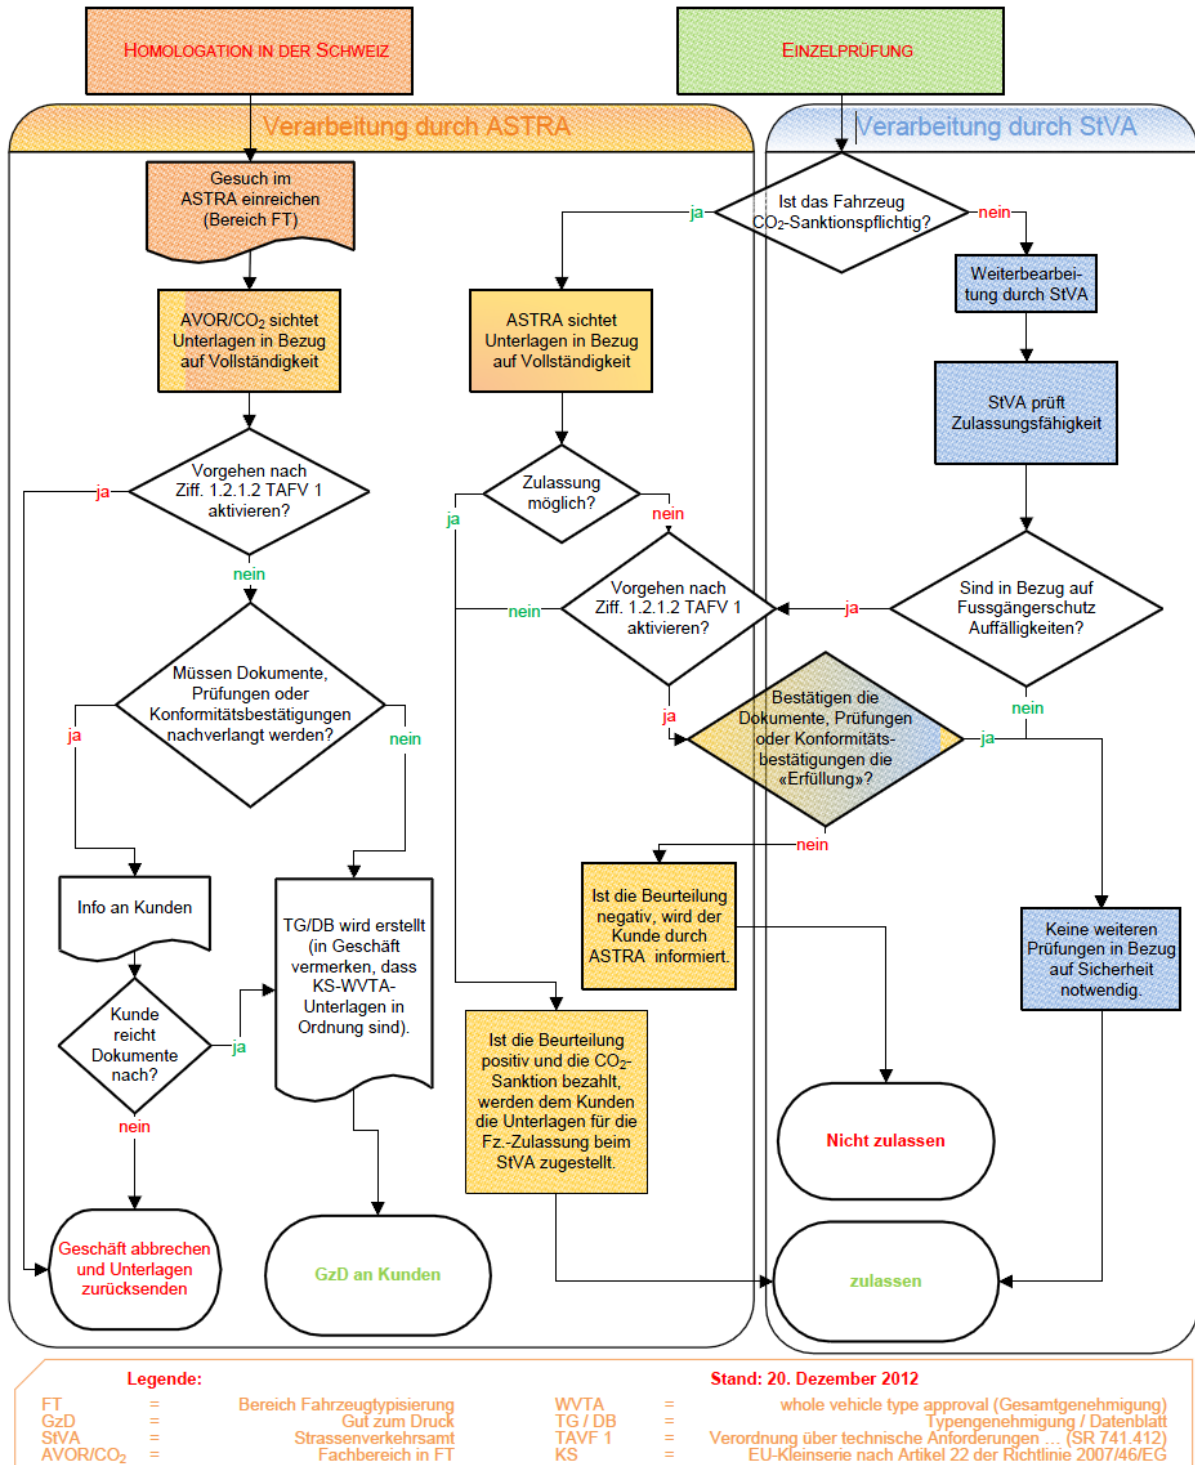 HOMOLOGATION IN DER SCHWEIZ
EINZELPRÜFUNG
Verarbeitung durch ASTRA
Verarbeitung durch StVA
Gesuch im
ASTRA einreichen
(Bereich FT)
Ist das Fahrzeug
CO₂-Sanktionspflichtig?
ja
nein
Weiterbearbei-
tung durch StVA
AVOR/CO₂ sichtet
Unterlagen in Bezug
auf Vollständigkeit
ASTRA sichtet
Unterlagen in Bezug
auf Vollständigkeit
StVA prüft
Zulassungsfähigkeit
Vorgehen nach
Ziff. 1.2.1.2 TAFV 1
aktivieren?
ja
nein
Zulassung
möglich?
ja
nein
Vorgehen nach
Ziff. 1.2.1.2 TAFV 1
aktivieren?
nein
ja
Sind in Bezug auf
Fussgängerschutz
Auffälligkeiten?
ja
nein
Müssen Dokumente,
Prüfungen oder
Konformitätsbestätigungen
nachverlangt werden?
ja
nein
Bestätigen die
Dokumente, Prüfungen
oder Konformitäts-
bestätigungen die
«Erfüllung»?
ja
nein
Info an Kunden
TG/DB wird erstellt
(in Geschäft
vermerken, dass
KS-WVTA-
Unterlagen in
Ordnung sind).
Ist die Beurteilung
negativ, wird der
Kunde durch
ASTRA informiert.
Keine weiteren
Prüfungen in Bezug
auf Sicherheit
notwendig.
Kunde
reicht
Dokumente
nach?
ja
nein
Ist die Beurteilung
positiv und die CO₂-
Sanktion bezahlt,
werden dem Kunden
die Unterlagen für die
Fz.-Zulassung beim
StVA zugestellt.
Nicht zulassen
Geschäft abbrechen
und Unterlagen
zurücksenden
GzD an Kunden
zulassen
Legende:
Stand: 20. Dezember 2012
FT = Bereich Fahrzeugtypisierung
GzD = Gut zum Druck
StVA = Strassenverkehrsamt
AVOR/CO₂ = Fachbereich in FT
WVTA = whole vehicle type approval (Gesamtgenehmigung)
TG / DB = Typengenehmigung / Datenblatt
TAVF 1 = Verordnung über technische Anforderungen ... (SR 741.412)
KS = EU-Kleinserie nach Artikel 22 der Richtlinie 2007/46/EG